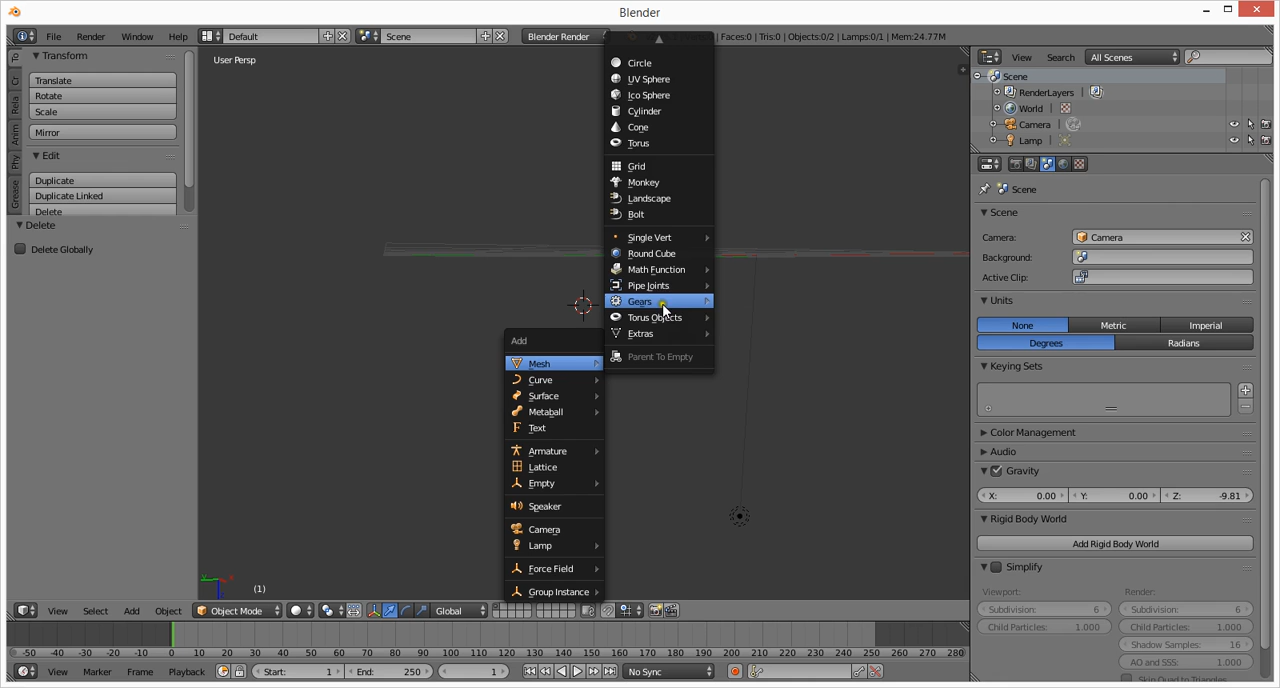 Blender
File Render Window Help Default Scene Blender Render | Faces:0 | Tris:0 | Objects:0/2 | Lamps:0/1 | Mem:24.77M
Transform
Translate
Rotate
Scale
Mirror
Edit
Duplicate
Duplicate Linked
Delete
Delete
Delete Globally
To
Cr
Rela
Anim
Phy
Grease
User Persp
(1)
Add
Mesh
Curve
Surface
Metaball
Text
Armature
Lattice
Empty
Speaker
Camera
Lamp
Force Field
Group Instance
Circle
UV Sphere
Ico Sphere
Cylinder
Cone
Torus
Grid
Monkey
Landscape
Bolt
Single Vert
Round Cube
Math Function
Pipe Joints
Gears
Torus Objects
Extras
Parent To Empty
View Search All Scenes
Scene
RenderLayers |
World |
Camera |
Lamp |
Scene
Scene
Camera: Camera
Background:
Active Clip:
Units
None Metric Imperial
Degrees Radians
Keying Sets
Color Management
Audio
Gravity
X: 0.00 Y: 0.00 Z: -9.81
Rigid Body World
Add Rigid Body World
Simplify
Viewport: Render:
Subdivision: 6 Subdivision: 6
Child Particles: 1.000 Child Particles: 1.000
Shadow Samples: 16
AO and SSS: 1.000
Skip Quad to Triangles
View Select Add Object Object Mode Global
-50 -40 -30 -20 -10 0 10 20 30 40 50 60 70 80 90 100 110 120 130 140 150 160 170 180 190 200 210 220 230 240 250 260 270 280
View Marker Frame Playback Start: 1 End: 250 1 No Sync